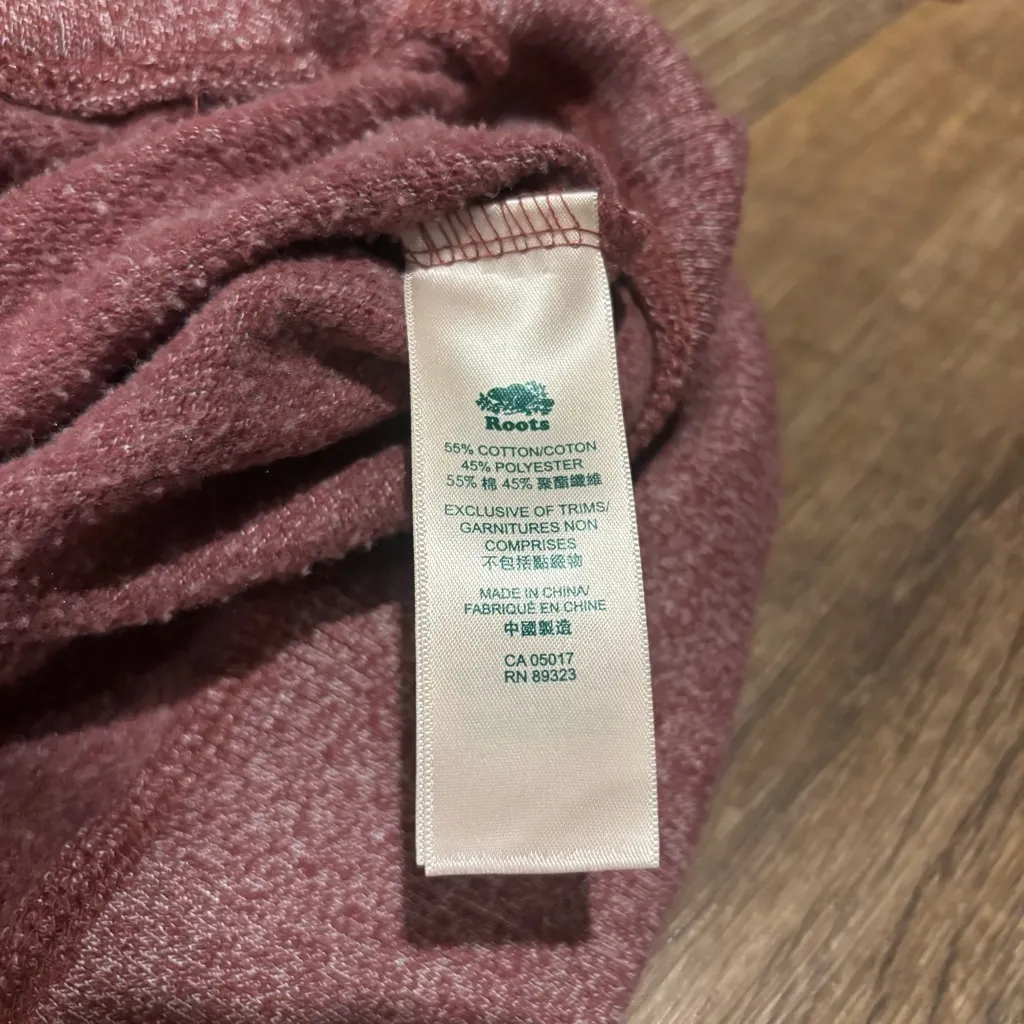 Roots
55% COTTON/COTON
45% POLYESTER
55% 棉 45% 聚酯纖維
EXCLUSIVE OF TRIMS/
GARNITURES NON
COMPRISES
不包括點綴物
MADE IN CHINA/
FABRIQUÉ EN CHINE
中國製造
CA 05017
RN 89323